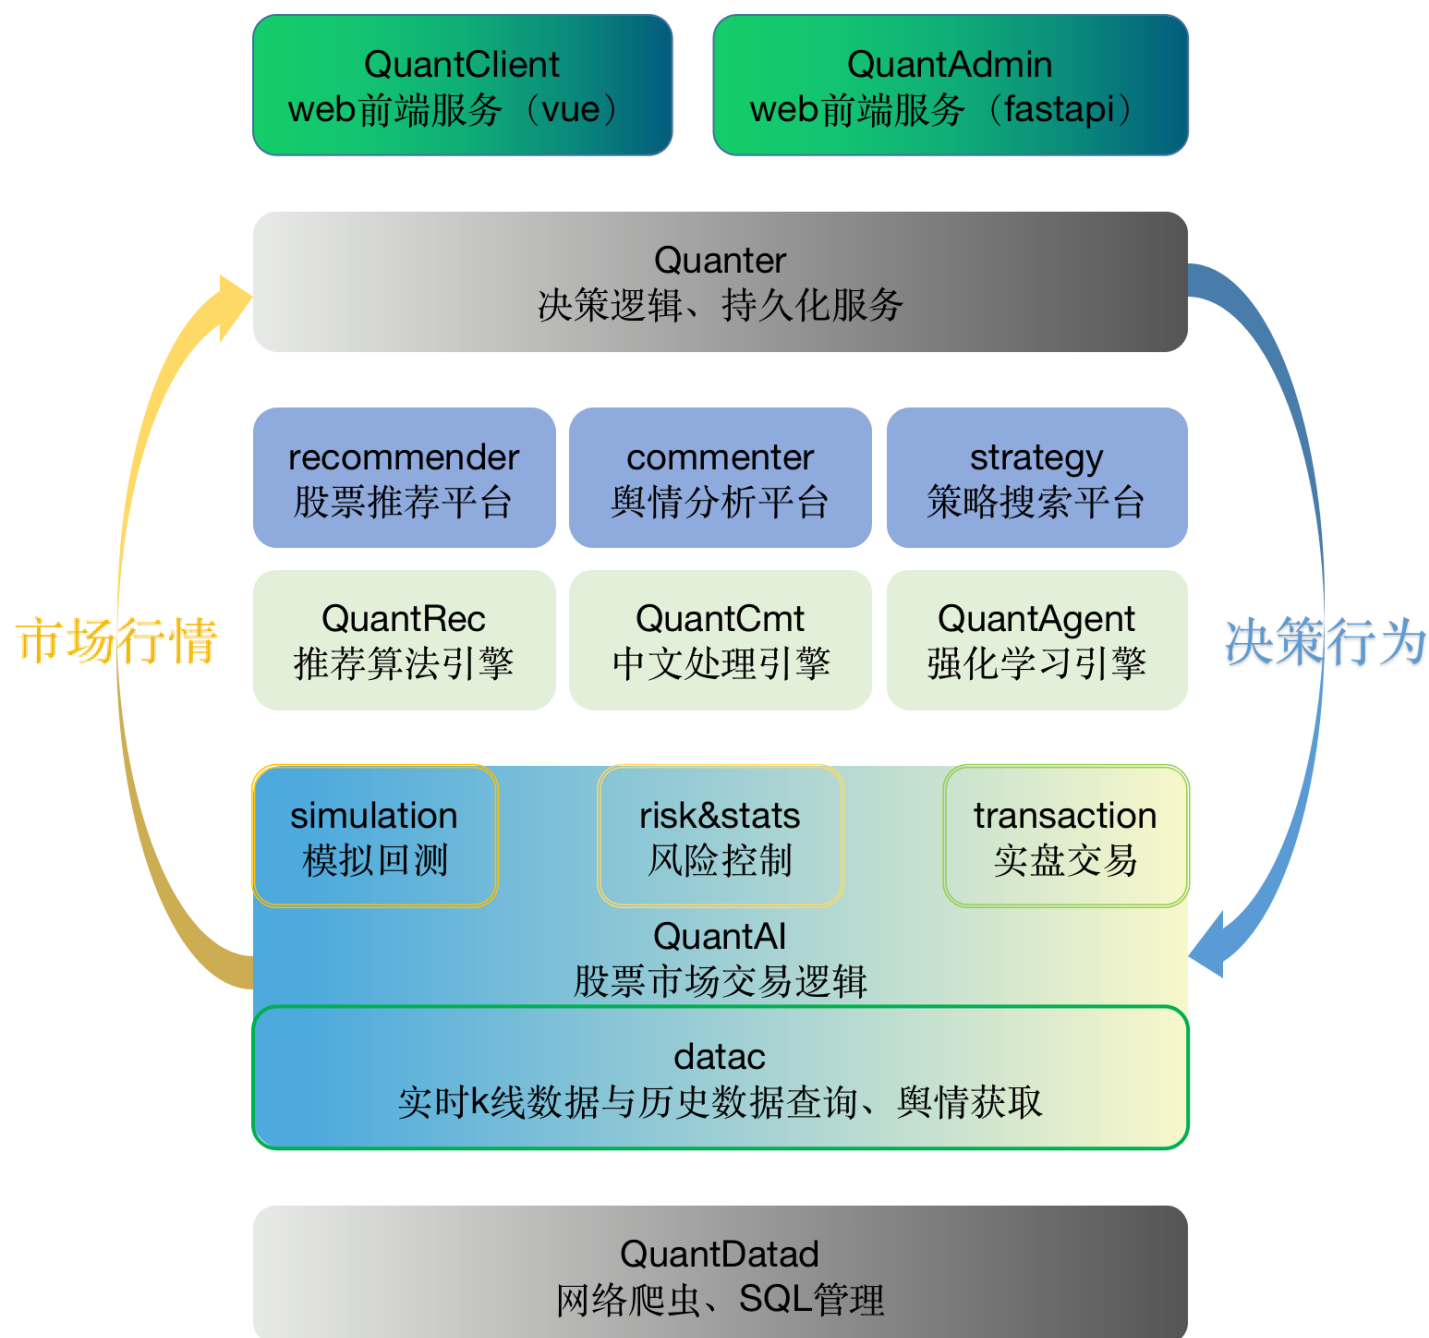 QuantClient
web前端服务（vue）
QuantAdmin
web前端服务（fastapi）
Quanter
决策逻辑、持久化服务
recommender
股票推荐平台
commenter
舆情分析平台
strategy
策略搜索平台
市场行情
QuantRec
推荐算法引擎
QuantCmt
中文处理引擎
QuantAgent
强化学习引擎
决策行为
simulation
模拟回测
risk&stats
风险控制
transaction
实盘交易
QuantAI
股票市场交易逻辑
datac
实时k线数据与历史数据查询、舆情获取
QuantDatad
网络爬虫、SQL管理